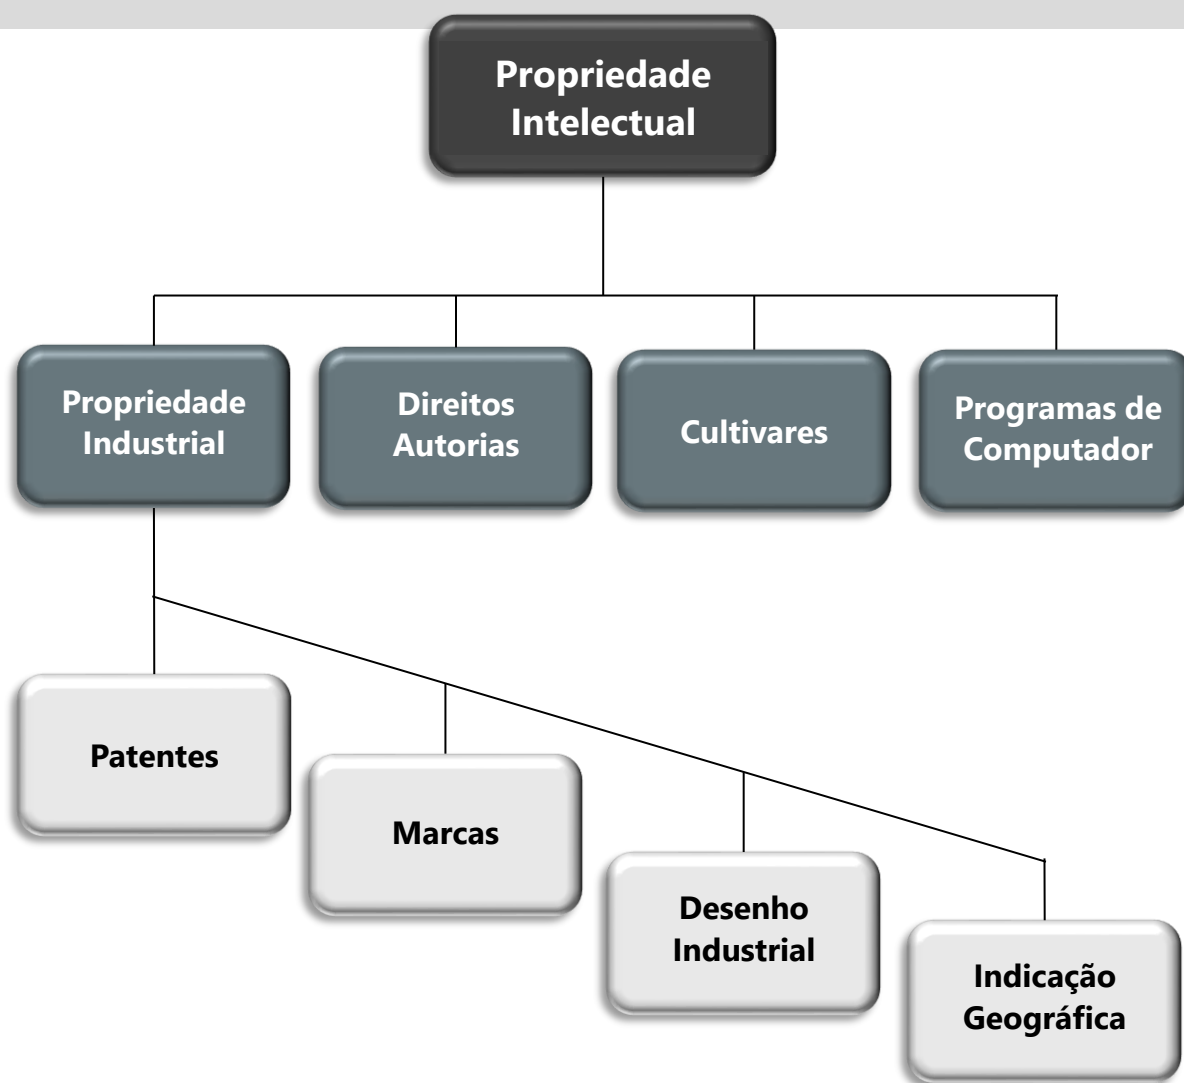 Propriedade
Intelectual
Propriedade
Industrial
Direitos
Autorias
Cultivares
Programas de
Computador
Patentes
Marcas
Desenho
Industrial
Indicação
Geográfica